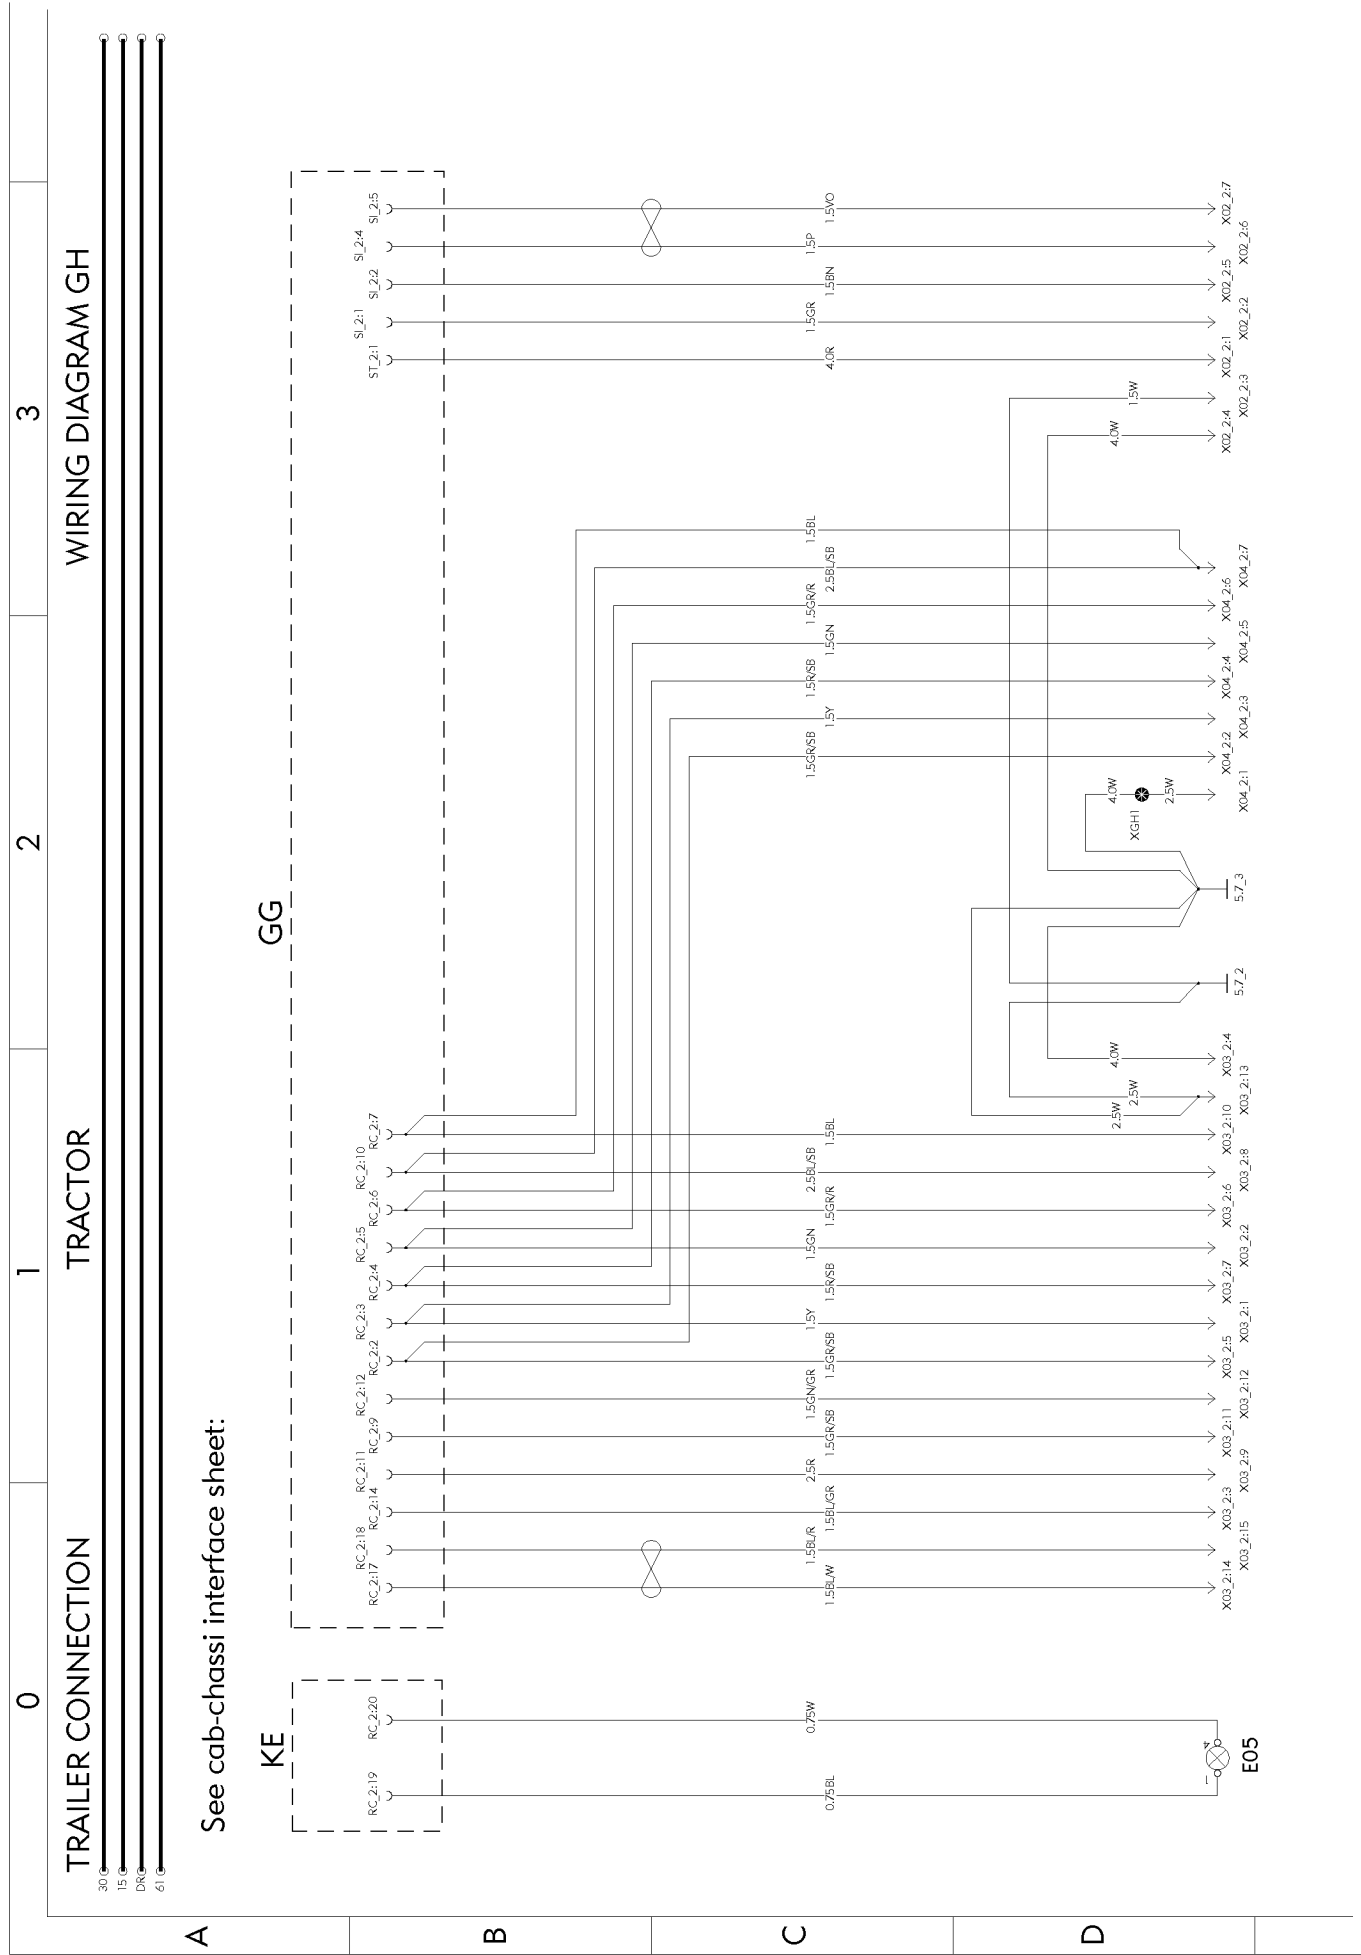 0 1 2 3
TRAILER CONNECTION TRACTOR WIRING DIAGRAM GH
30
15
DR
61
A
B
C
D
See cab-chassi interface sheet:
KE GG
RC_2:19 RC_2:20 RC_2:17 RC_2:18 RC_2:14 RC_2:11 RC_2:9 RC_2:12 RC_2:2 RC_2:3 RC_2:4 RC_2:5 RC_2:6 RC_2:10 RC_2:7 ST_2:1 SI_2:1 SI_2:2 SI_2:4 SI_2:5
0.75BL 0.75W 1.5BL/W 1.5BL/R 1.5BL/GR 2.5R 1.5GR/SB 1.5GN/GR 1.5GR/SB 1.5Y 1.5R/SB 1.5GN 1.5GR/R 2.5BL/SB 1.5BL 1.5GR/SB 1.5Y 1.5R/SB 1.5GN 1.5GR/R 2.5BL/SB 1.5BL 4.0R 1.5GR 1.5BN 1.5P 1.5VO
2.5W 2.5W 4.0W 4.0W XGH1 2.5W 4.0W 1.5W
E05 X03_2:14 X03_2:15 X03_2:3 X03_2:9 X03_2:11 X03_2:12 X03_2:5 X03_2:1 X03_2:7 X03_2:2 X03_2:6 X03_2:8 X03_2:10 X03_2:13 X03_2:4 5.7_2 5.7_3 X04_2:1 X04_2:2 X04_2:3 X04_2:4 X04_2:5 X04_2:6 X04_2:7 X02_2:4 X02_2:3 X02_2:1 X02_2:2 X02_2:5 X02_2:6 X02_2:7